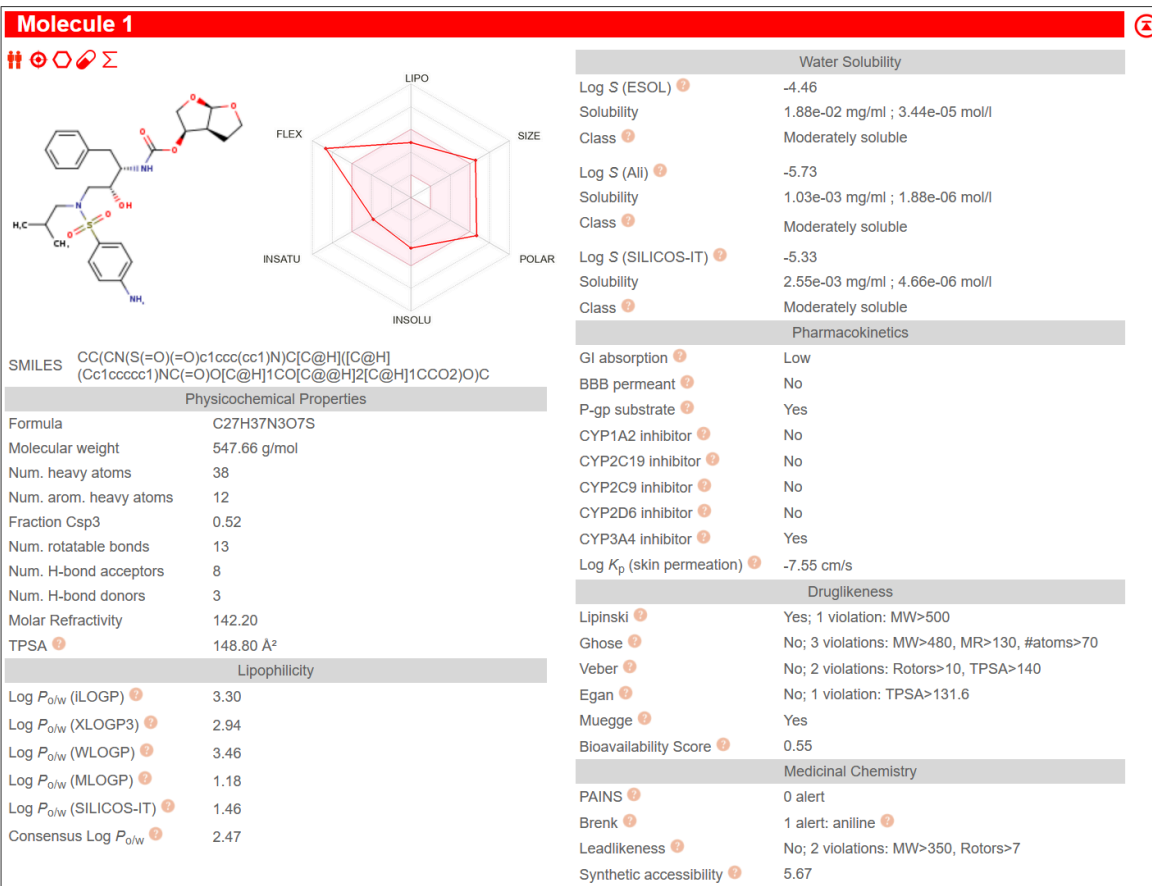 Molecule 1
LIPO
FLEX
SIZE
INSATU
POLAR
INSOLU
O
O
O
O
NH
OH
N
O
S
O
H₃C
CH₃
NH₂
SMILES CC(CN(S(=O)(=O)c1ccc(cc1)N)C[C@H]([C@H]
(Cc1ccccc1)NC(=O)O[C@H]1CO[C@@H]2[C@H]1CCO2)O)C
Physicochemical Properties
Formula C27H37N3O7S
Molecular weight 547.66 g/mol
Num. heavy atoms 38
Num. arom. heavy atoms 12
Fraction Csp3 0.52
Num. rotatable bonds 13
Num. H-bond acceptors 8
Num. H-bond donors 3
Molar Refractivity 142.20
TPSA ? 148.80 Å²
Lipophilicity
Log Po/w (iLOGP) ? 3.30
Log Po/w (XLOGP3) ? 2.94
Log Po/w (WLOGP) ? 3.46
Log Po/w (MLOGP) ? 1.18
Log Po/w (SILICOS-IT) ? 1.46
Consensus Log Po/w ? 2.47
Water Solubility
Log S (ESOL) ? -4.46
Solubility 1.88e-02 mg/ml ; 3.44e-05 mol/l
Class ? Moderately soluble
Log S (Ali) ? -5.73
Solubility 1.03e-03 mg/ml ; 1.88e-06 mol/l
Class ? Moderately soluble
Log S (SILICOS-IT) ? -5.33
Solubility 2.55e-03 mg/ml ; 4.66e-06 mol/l
Class ? Moderately soluble
Pharmacokinetics
GI absorption ? Low
BBB permeant ? No
P-gp substrate ? Yes
CYP1A2 inhibitor ? No
CYP2C19 inhibitor ? No
CYP2C9 inhibitor ? No
CYP2D6 inhibitor ? No
CYP3A4 inhibitor ? Yes
Log Kp (skin permeation) ? -7.55 cm/s
Druglikeness
Lipinski ? Yes; 1 violation: MW>500
Ghose ? No; 3 violations: MW>480, MR>130, #atoms>70
Veber ? No; 2 violations: Rotors>10, TPSA>140
Egan ? No; 1 violation: TPSA>131.6
Muegge ? Yes
Bioavailability Score ? 0.55
Medicinal Chemistry
PAINS ? 0 alert
Brenk ? 1 alert: aniline ?
Leadlikeness ? No; 2 violations: MW>350, Rotors>7
Synthetic accessibility ? 5.67